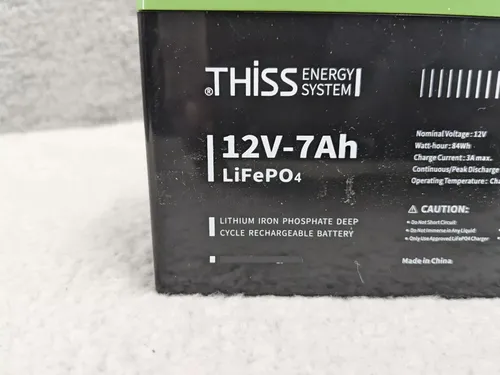 ® THiSS ENERGY SYSTEM
12V-7Ah
LiFePO4
LITHIUM IRON PHOSPHATE DEEP
CYCLE RECHARGEABLE BATTERY
Nominal Voltage: 12V
Watt-hour: 84Wh
Charge Current: 3A max.
Continuous/Peak Discharge
Operating Temperature: Cha
⚠ CAUTION:
• Do Not Short Circuit
• Do Not Immerse in Any Liquid
• Only Use Approved LiFePO4 Charger
Made in China